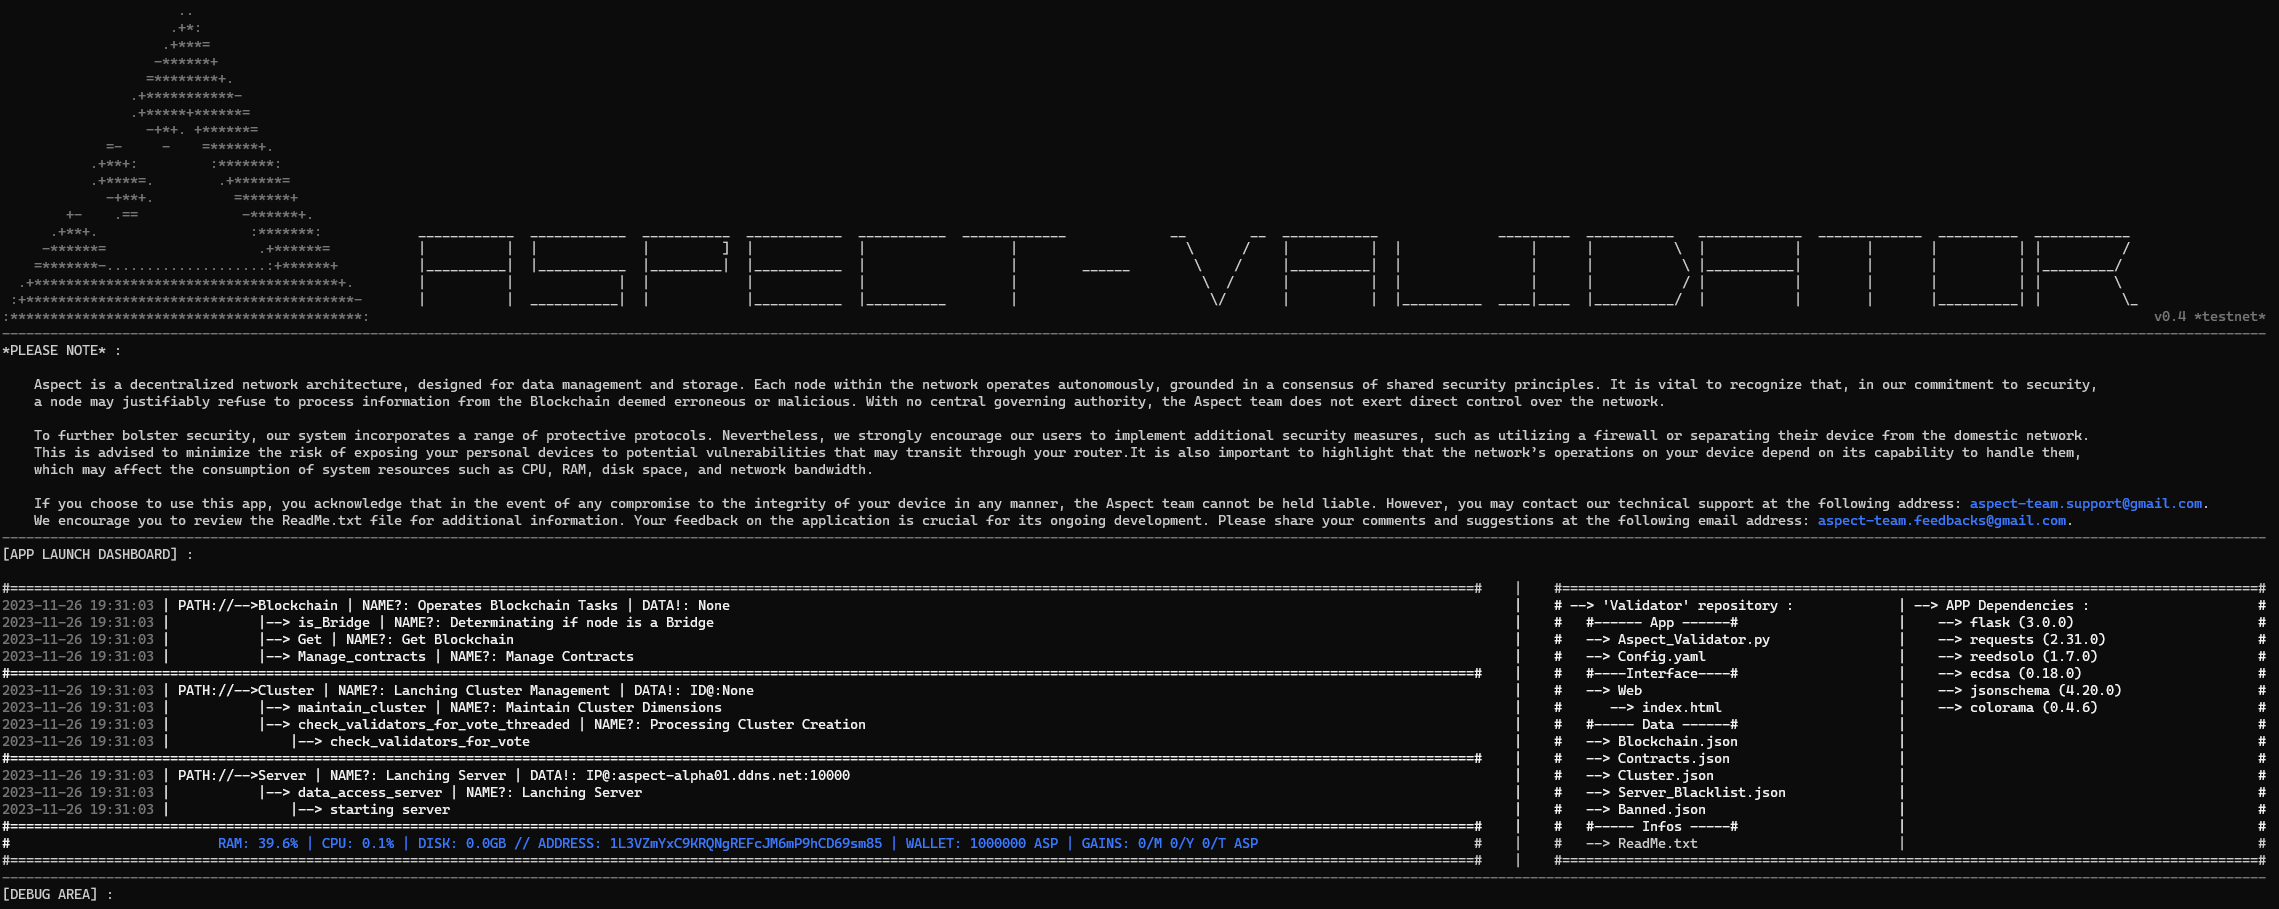 ASPECT-VALIDATOR
v0.4 *testnet*
*PLEASE NOTE* :
Aspect is a decentralized network architecture, designed for data management and storage. Each node within the network operates autonomously, grounded in a consensus of shared security principles. It is vital to recognize that, in our commitment to security,
a node may justifiably refuse to process information from the Blockchain deemed erroneous or malicious. With no central governing authority, the Aspect team does not exert direct control over the network.
To further bolster security, our system incorporates a range of protective protocols. Nevertheless, we strongly encourage our users to implement additional security measures, such as utilizing a firewall or separating their device from the domestic network.
This is advised to minimize the risk of exposing your personal devices to potential vulnerabilities that may transit through your router.It is also important to highlight that the network's operations on your device depend on its capability to handle them,
which may affect the consumption of system resources such as CPU, RAM, disk space, and network bandwidth.
If you choose to use this app, you acknowledge that in the event of any compromise to the integrity of your device in any manner, the Aspect team cannot be held liable. However, you may contact our technical support at the following address: aspect-team.support@gmail.com.
We encourage you to review the ReadMe.txt file for additional information. Your feedback on the application is crucial for its ongoing development. Please share your comments and suggestions at the following email address: aspect-team.feedbacks@gmail.com.
[APP LAUNCH DASHBOARD] :
2023-11-26 19:31:03 | PATH://-->Blockchain | NAME?: Operates Blockchain Tasks | DATA!: None
2023-11-26 19:31:03 | |--> is_Bridge | NAME?: Determinating if node is a Bridge
2023-11-26 19:31:03 | |--> Get | NAME?: Get Blockchain
2023-11-26 19:31:03 | |--> Manage_contracts | NAME?: Manage Contracts
2023-11-26 19:31:03 | PATH://-->Cluster | NAME?: Lanching Cluster Management | DATA!: ID@:None
2023-11-26 19:31:03 | |--> maintain_cluster | NAME?: Maintain Cluster Dimensions
2023-11-26 19:31:03 | |--> check_validators_for_vote_threaded | NAME?: Processing Cluster Creation
2023-11-26 19:31:03 | |--> check_validators_for_vote
2023-11-26 19:31:03 | PATH://-->Server | NAME?: Lanching Server | DATA!: IP@:aspect-alpha01.ddns.net:10000
2023-11-26 19:31:03 | |--> data_access_server | NAME?: Lanching Server
2023-11-26 19:31:03 | |--> starting server
# RAM: 39.6% | CPU: 0.1% | DISK: 0.0GB // ADDRESS: 1L3VZmYxC9KRQNgREFcJM6mP9hCD69sm85 | WALLET: 1000000 ASP | GAINS: 0/M 0/Y 0/T ASP #
# --> 'Validator' repository :
# #------ App ------#
# --> Aspect_Validator.py
# --> Config.yaml
# #----Interface----#
# --> Web
# --> index.html
# #----- Data ------#
# --> Blockchain.json
# --> Contracts.json
# --> Cluster.json
# --> Server_Blacklist.json
# --> Banned.json
# #----- Infos -----#
# --> ReadMe.txt
| --> APP Dependencies : #
| --> flask (3.0.0) #
| --> requests (2.31.0) #
| --> reedsolo (1.7.0) #
| --> ecdsa (0.18.0) #
| --> jsonschema (4.20.0) #
| --> colorama (0.4.6) #
[DEBUG AREA] :